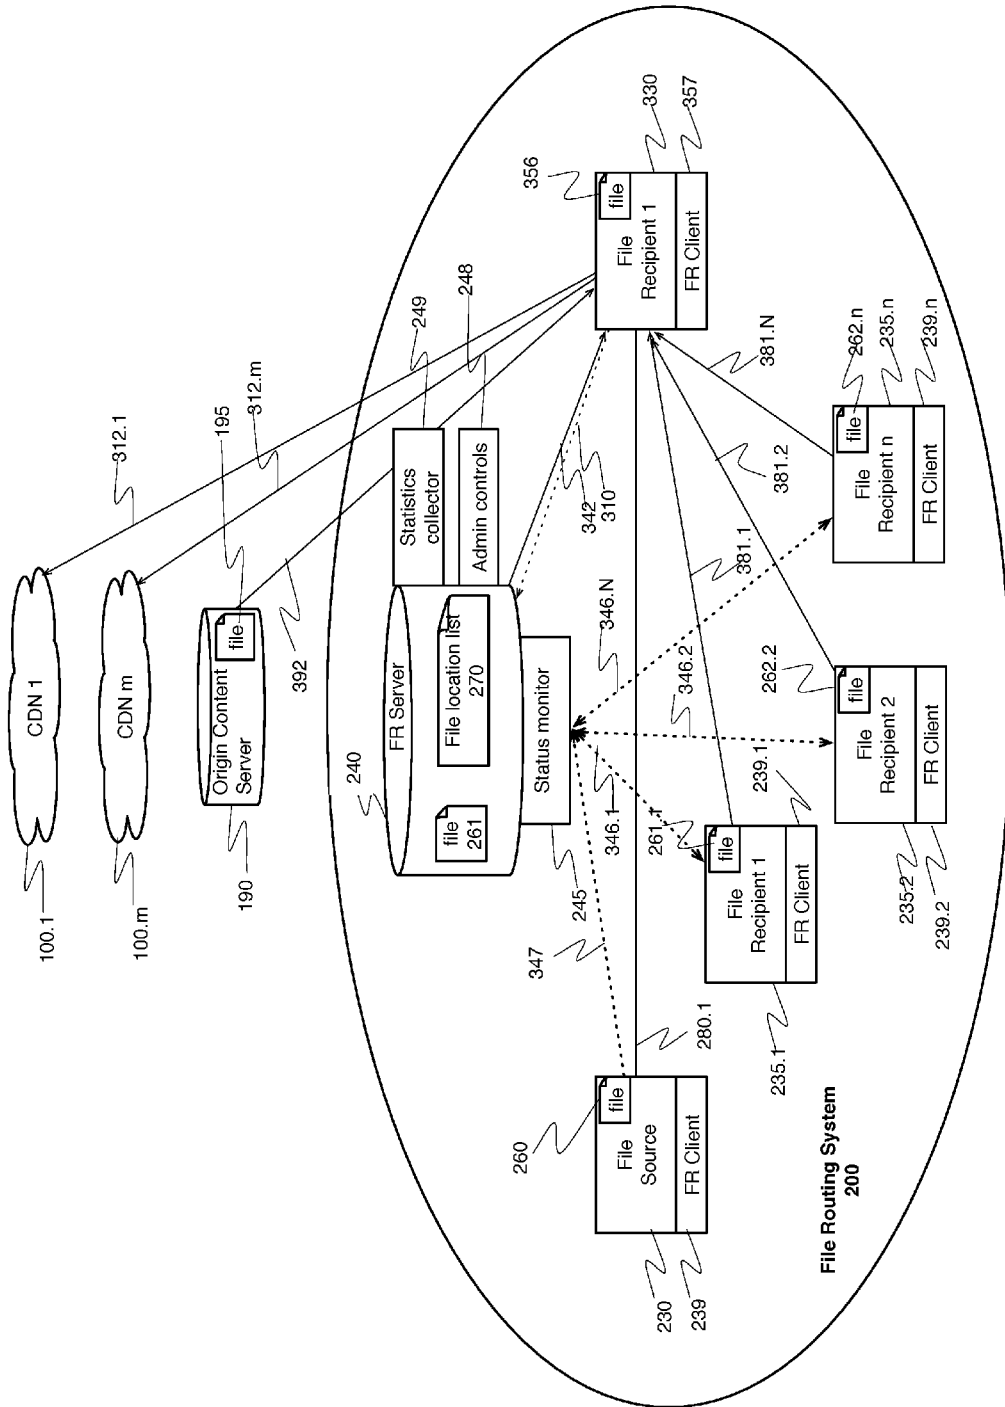 CDN 1
100.1
312.1
CDN m
100.m
312.m
Origin Content
Server
file
190
195
392
249
248
240
FR Server
file
261
File location list
270
Statistics
collector
Admin controls
Status monitor
245
342
310
347
346.1
346.2
346.N
260
file
File
Source
FR Client
230
239
280.1
356
file
File
Recipient 1
FR Client
330
357
261.1
file
File
Recipient 1
FR Client
235.1
239.1
381.1
262.2
file
File
Recipient 2
FR Client
235.2
239.2
381.2
262.n
file
File
Recipient n
FR Client
235.n
239.n
381.N
File Routing System
200